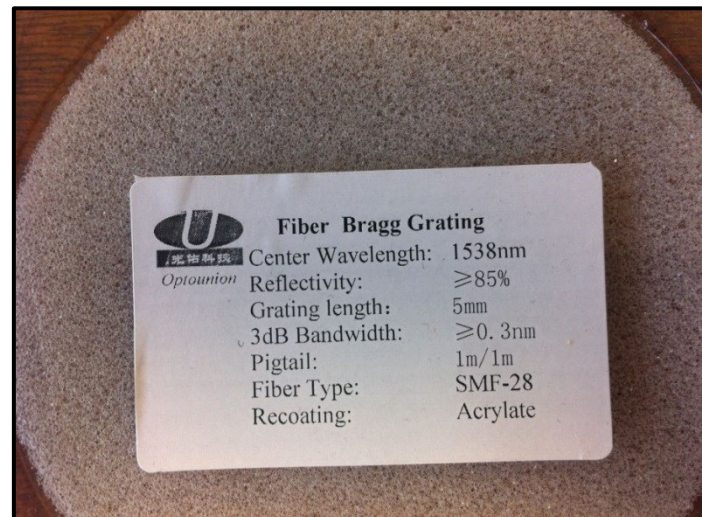 Fiber Bragg Grating
光佑科技
Optounion
Center Wavelength: 1538nm
Reflectivity: ≥85%
Grating length: 5mm
3dB Bandwidth: ≥0.3nm
Pigtail: 1m/1m
Fiber Type: SMF-28
Recoating: Acrylate